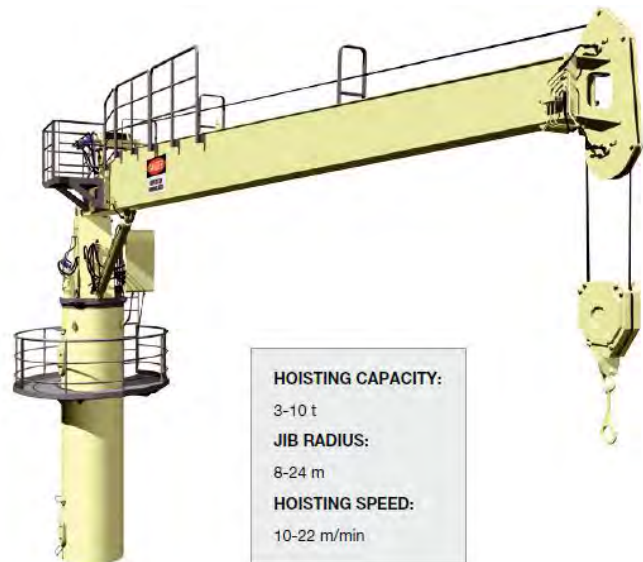 HOISTING CAPACITY:
3-10 t
JIB RADIUS:
8-24 m
HOISTING SPEED:
10-22 m/min